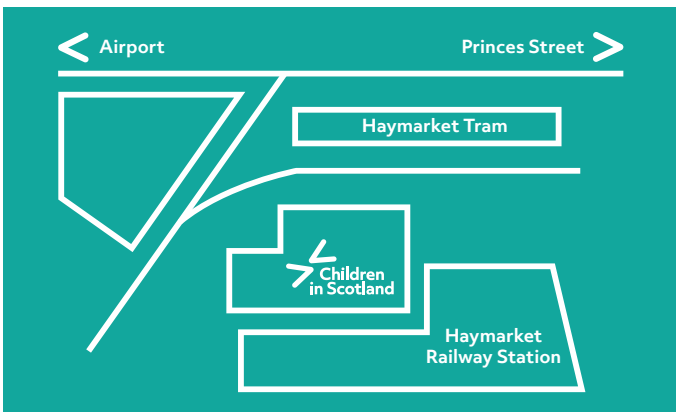 Airport
Princes Street
Haymarket Tram
Children
in Scotland
Haymarket
Railway Station